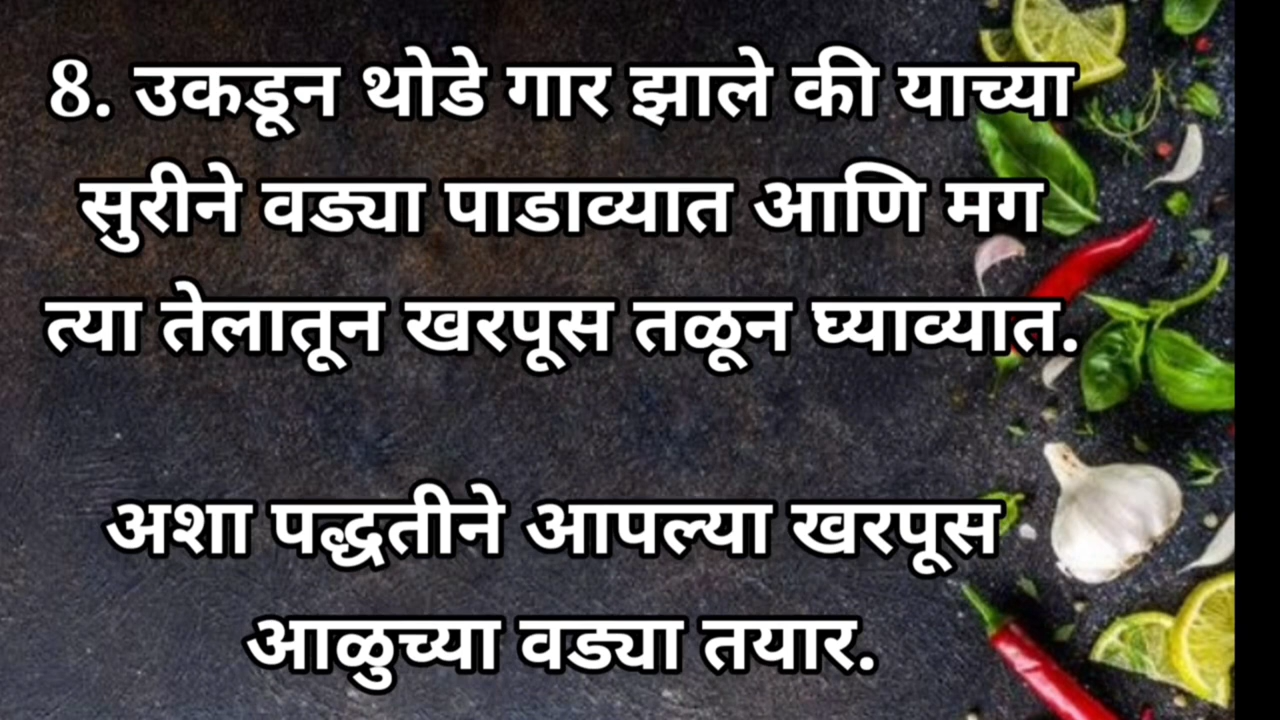 8. उकडून थोडे गार झाले की याच्या
सुरीने वड्या पाडाव्यात आणि मग
त्या तेलातून खरपूस तळून घ्याव्यात.
अशा पद्धतीने आपल्या खरपूस
आळुच्या वड्या तयार.